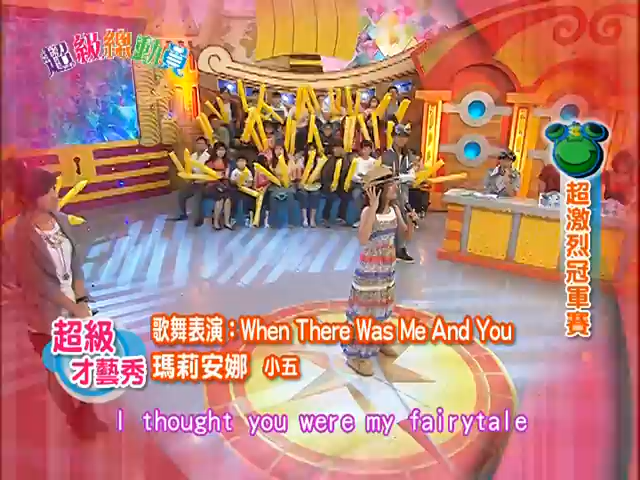 超級總動員
超激烈冠軍賽
歌舞表演：When There Was Me And You
超級才藝秀
瑪莉安娜 小五
I thought you were my fairytale